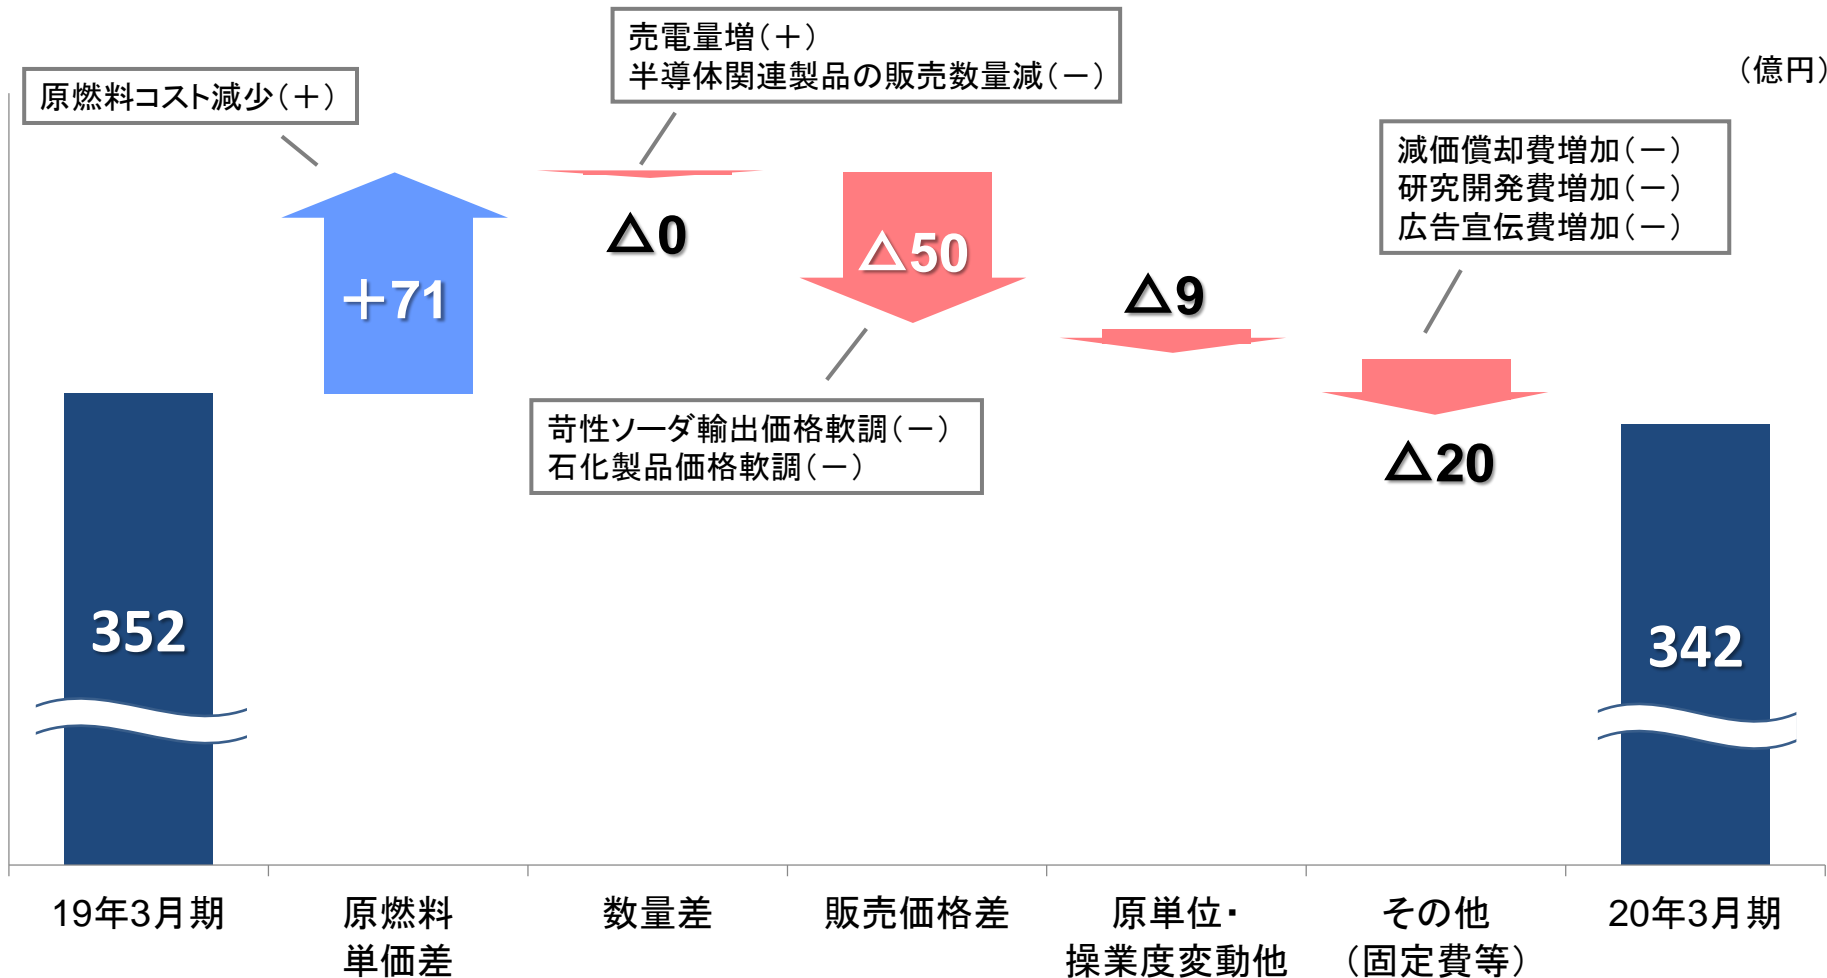 売電量増（＋）
半導体関連製品の販売数量減（－）
（億円）
原燃料コスト減少（＋）
減価償却費増加（－）
研究開発費増加（－）
広告宣伝費増加（－）
＋71
△0
△50
△9
△20
苛性ソーダ輸出価格軟調（－）
石化製品価格軟調（－）
352
342
19年3月期
原燃料
単価差
数量差
販売価格差
原単位・
操業度変動他
その他
（固定費等）
20年3月期